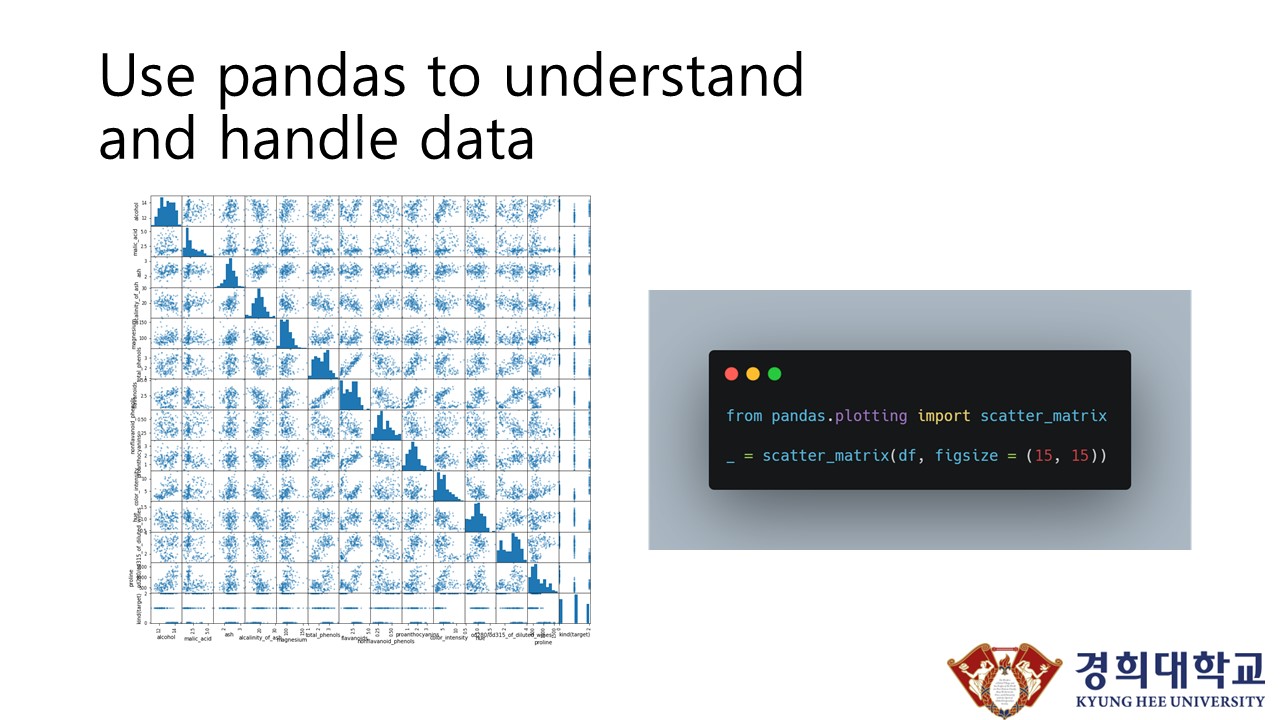 Use pandas to understand
and handle data
from pandas.plotting import scatter_matrix
_ = scatter_matrix(df, figsize = (15, 15))
alcohol
malic_acid
ash
alcalinity_of_ash
magnesium
total_phenols
flavanoids
nonflavanoid_phenols
proanthocyanins
color_intensity
hue
od280/od315_of_diluted_wines
proline
kind(target)
경희대학교
KYUNG HEE UNIVERSITY